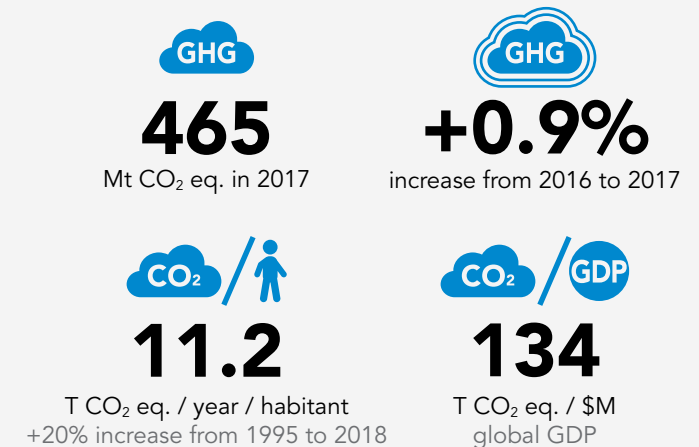 GHG
465
Mt CO₂ eq. in 2017
GHG
+0.9%
increase from 2016 to 2017
CO₂/
11.2
T CO₂ eq. / year / habitant
+20% increase from 1995 to 2018
CO₂/GDP
134
T CO₂ eq. / $M
global GDP